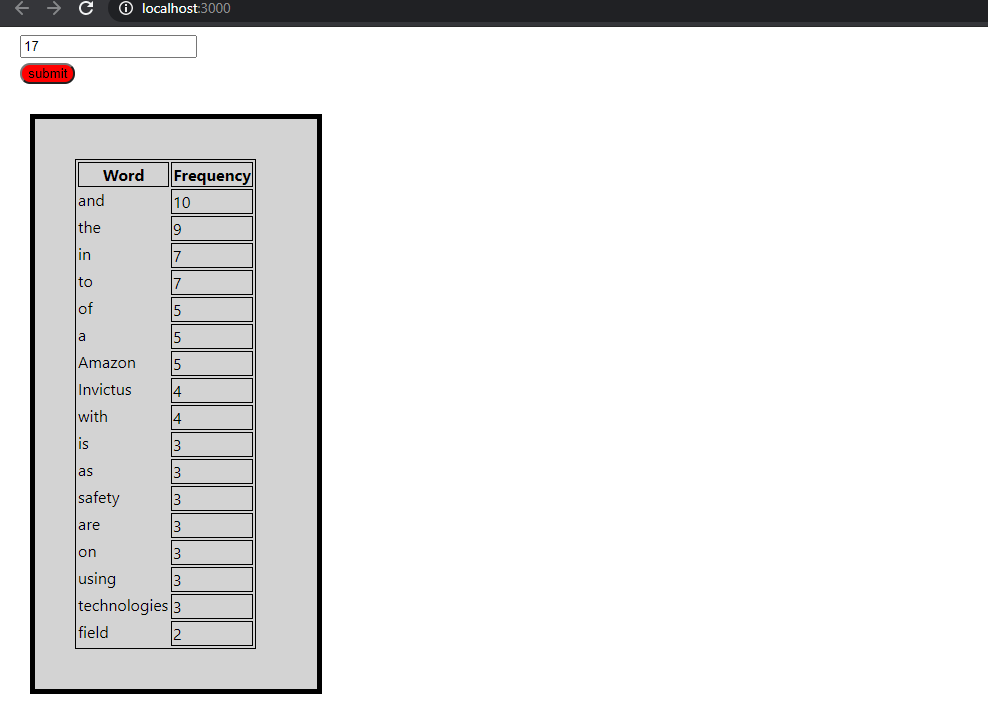 localhost:3000
17
submit
Word Frequency
and 10
the 9
in 7
to 7
of 5
a 5
Amazon 5
Invictus 4
with 4
is 3
as 3
safety 3
are 3
on 3
using 3
technologies 3
field 2